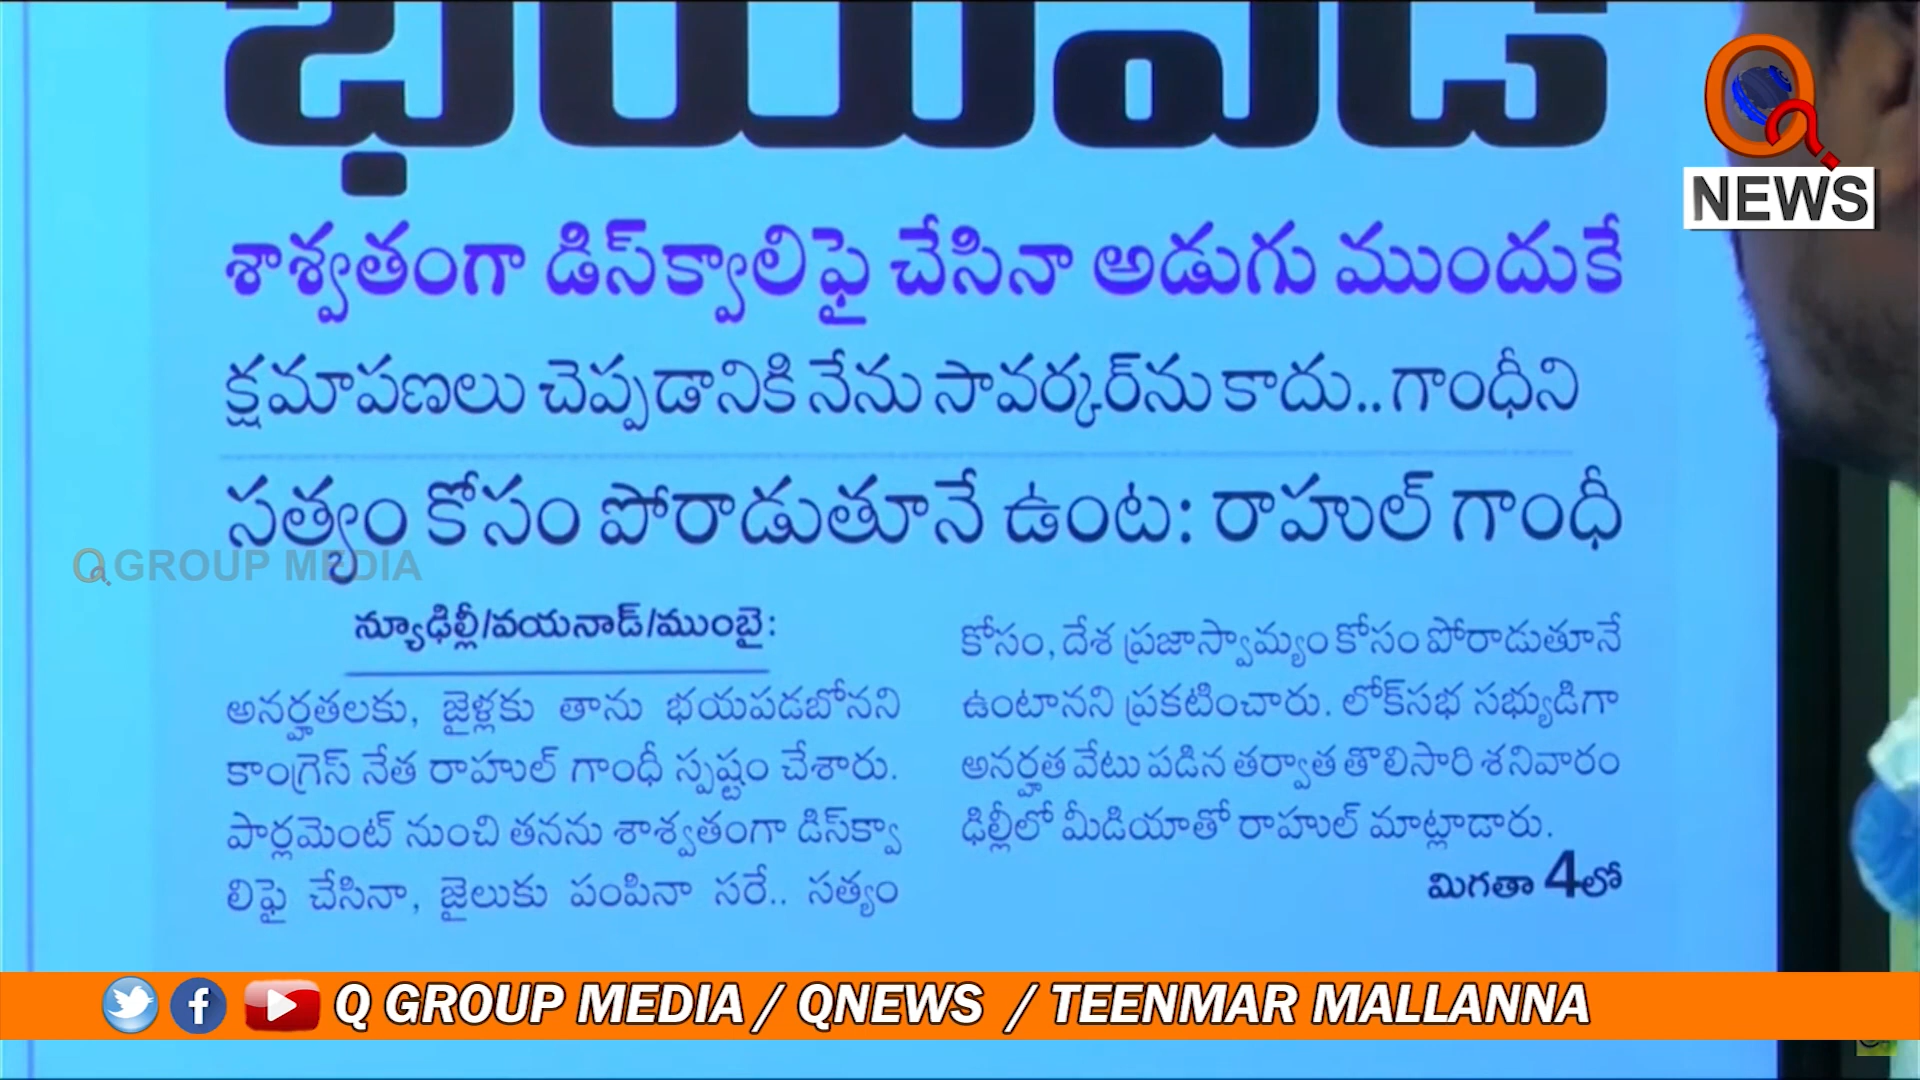 శాశ్వతంగా డిస్‌క్వాలిఫై చేసినా అడుగు ముందుకే
క్షమాపణలు చెప్పడానికి నేను సావర్కర్‌ను కాదు.. గాంధీని
సత్యం కోసం పోరాడుతూనే ఉంట: రాహుల్ గాంధీ
న్యూఢిల్లీ/వయనాడ్/ముంబై:
అనర్హతలకు, జైళ్లకు తాను భయపడబోనని
కాంగ్రెస్ నేత రాహుల్ గాంధీ స్పష్టం చేశారు.
పార్లమెంట్ నుంచి తనను శాశ్వతంగా డిస్‌క్వా
లిఫై చేసినా, జైలుకు పంపినా సరే.. సత్యం
కోసం, దేశ ప్రజాస్వామ్యం కోసం పోరాడుతూనే
ఉంటానని ప్రకటించారు. లోక్‌సభ సభ్యుడిగా
అనర్హత వేటు పడిన తర్వాత తొలిసారి శనివారం
ఢిల్లీలో మీడియాతో రాహుల్ మాట్లాడారు.
మిగతా 4లో
Q NEWS
Q GROUP MEDIA
Q GROUP MEDIA / QNEWS / TEENMAR MALLANNA